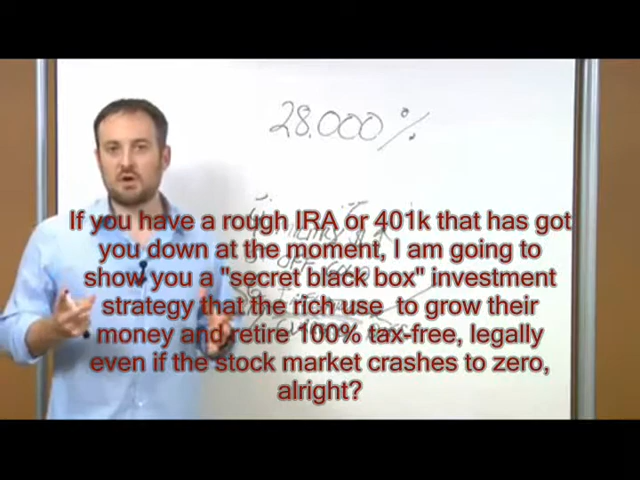 28.000%
If you have a rough IRA or 401k that has got
you down at the moment, I am going to
show you a "secret black box" investment
strategy that the rich use to grow their
money and retire 100% tax-free, legally
even if the stock market crashes to zero,
alright?